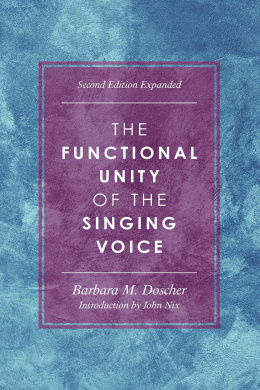 Second Edition Expanded
THE
FUNCTIONAL
UNITY
OF THE
SINGING
VOICE
Barbara M. Doscher
Introduction by John Nix